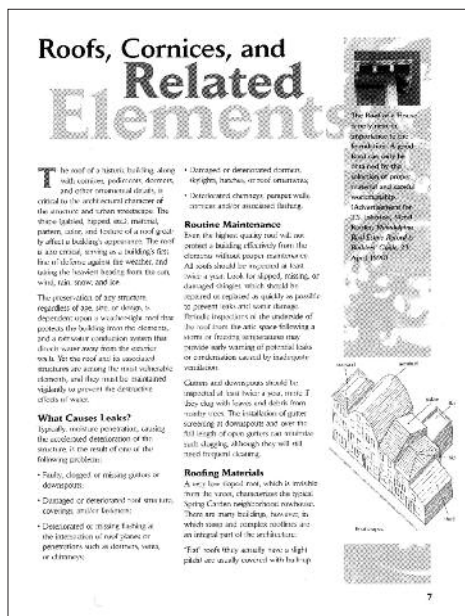 Roofs, Cornices, and
Related
Elements
The roof of a historic building, along
with cornices, pediments, dormers,
and other ornamental details, is
critical to the architectural character of
the structure and urban streetscape. The
shape (gabled, hipped, etc.), material,
pattern, color, and texture of a roof great-
ly affect a building's appearance. The roof
is also critical, serving as a building's first
line of defense against the weather, and
taking the heaviest beating from the sun,
wind, rain, snow, and ice.
The preservation of any structure,
regardless of age, size, or design, is
dependent upon a weather-tight roof that
protects the building from the elements,
and a rainwater conduction system that
directs water away from the exterior
walls. Yet the roof and its associated
structures are among the most vulnerable
elements, and they must be maintained
vigilantly to prevent the destructive
effects of water.
What Causes Leaks?
Typically, moisture penetration, causing
the accelerated deterioration of the
structure, is the result of one of the
following problems:
• Faulty, clogged or missing gutters or
downspouts;
• Damaged or deteriorated roof structure,
coverings, and/or fasteners;
• Deteriorated or missing flashing at
the intersection of roof planes or
penetrations such as dormers, vents,
or chimneys;
• Damaged or deteriorated dormers,
skylights, hatches, or roof ornaments;
• Deteriorated chimneys, parapet walls,
cornices and/or associated flashing.
Routine Maintenance
Even the highest quality roof will not
protect a building effectively from the
elements without proper maintenance.
All roofs should be inspected at least
twice a year. Look for slipped, missing, or
damaged shingles, which should be
repaired or replaced as quickly as possible
to prevent leaks and water damage.
Periodic inspections of the underside of
the roof from the attic space following a
storm or freezing temperatures may
provide early warning of potential leaks
or condensation caused by inadequate
ventilation.
Gutters and downspouts should be
inspected at least twice a year, more if
they clog with leaves and debris from
nearby trees. The installation of gutter
screening at downspouts and over the
full length of open gutters can minimize
such clogging, although they will still
need frequent cleaning.
Roofing Materials
A very low sloped roof, which is invisible
from the street, characterizes the typical
Spring Garden neighborhood rowhouse.
There are many buildings, however, in
which steep and complex rooflines are
an integral part of the architecture.
"Flat" roofs (they actually have a slight
pitch) are usually covered with built-up
The Roof of a House
is only next in
importance to the
foundation. A good
Roof can only be
obtained by the
selection of proper
material and careful
workmanship.
(Advertisement for
Philadelphia
Real Estate Record &
Builders' Guide,
April
7